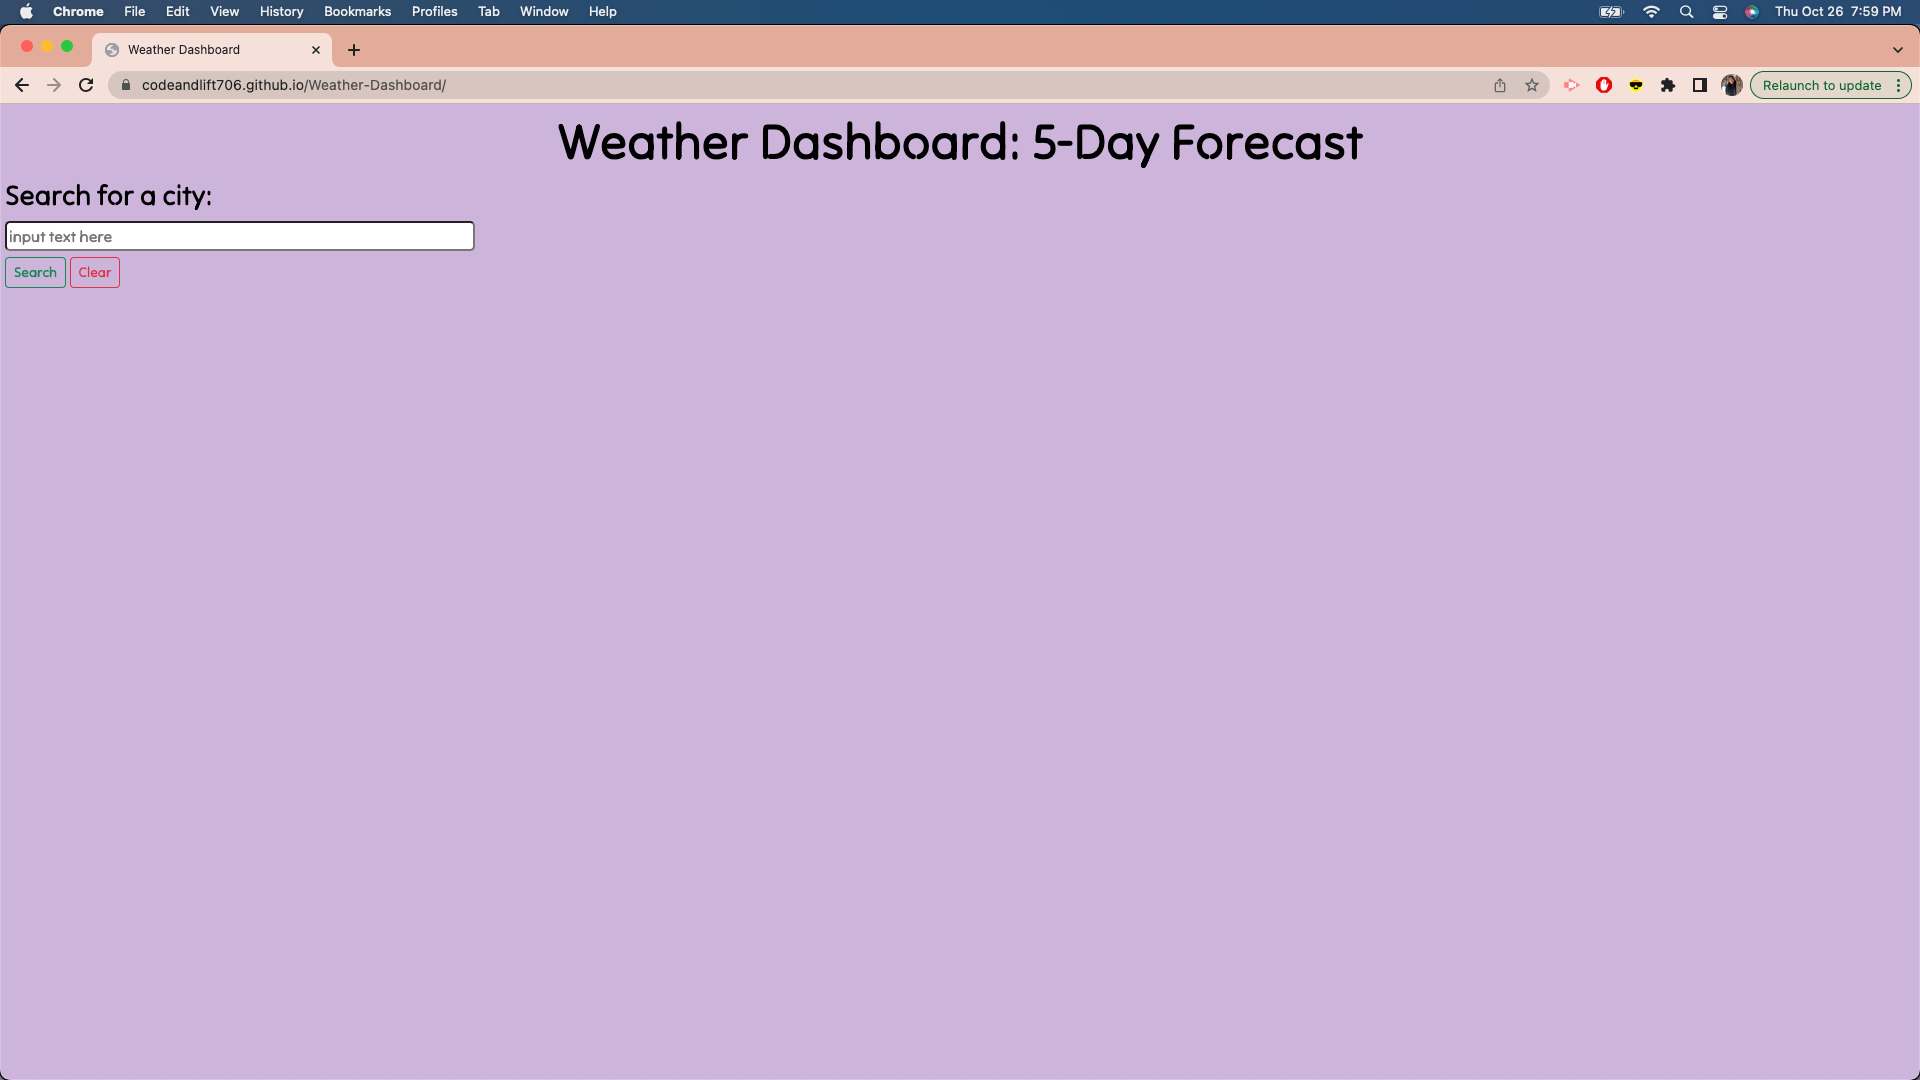 Chrome File Edit View History Bookmarks Profiles Tab Window Help Thu Oct 26 7:59 PM
Weather Dashboard
codeandlift706.github.io/Weather-Dashboard/ Relaunch to update
Weather Dashboard: 5-Day Forecast
Search for a city:
input text here
Search Clear